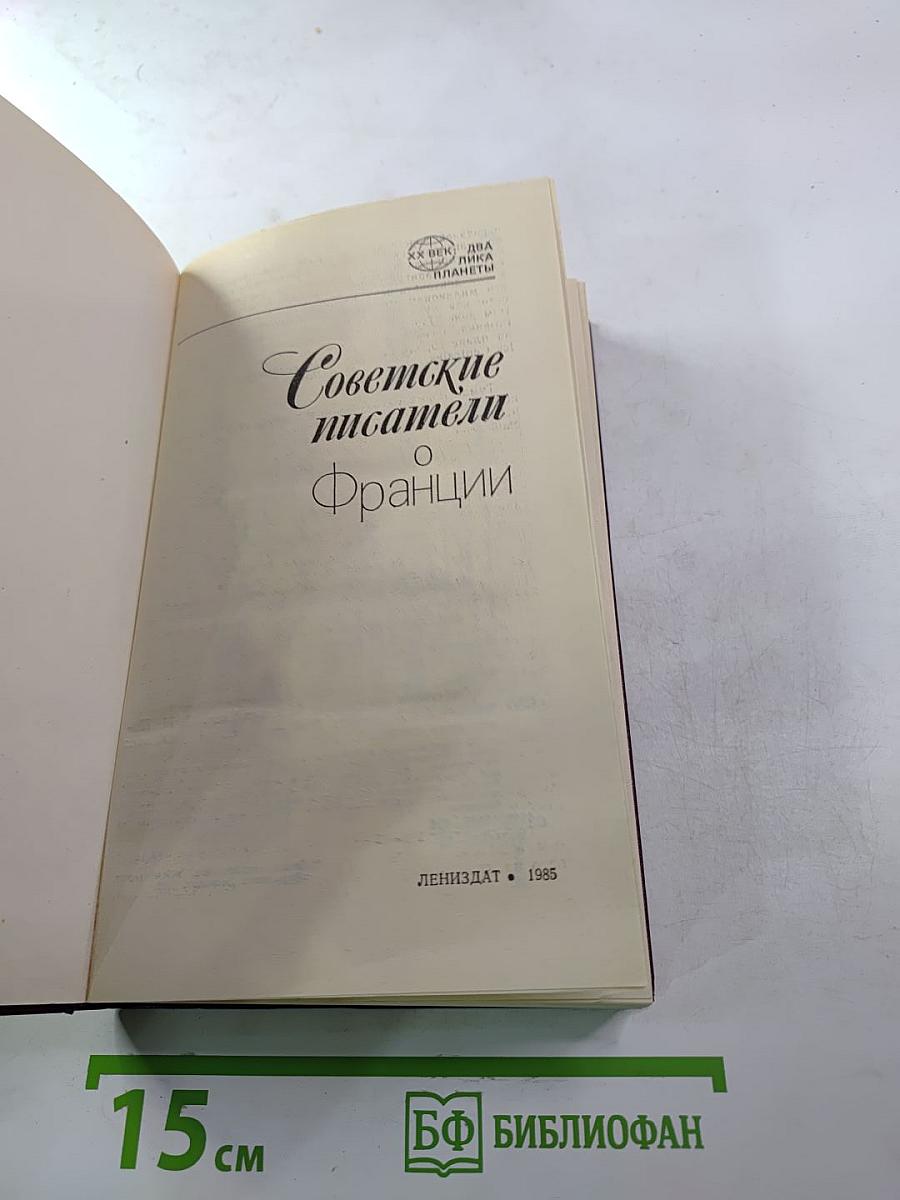 XX ВЕК ДВА
ЛИКА
ПЛАНЕТЫ
Советские
писатели
о
Франции
ЛЕНИЗДАТ • 1985
15 см
БФ БИБЛИОФАН